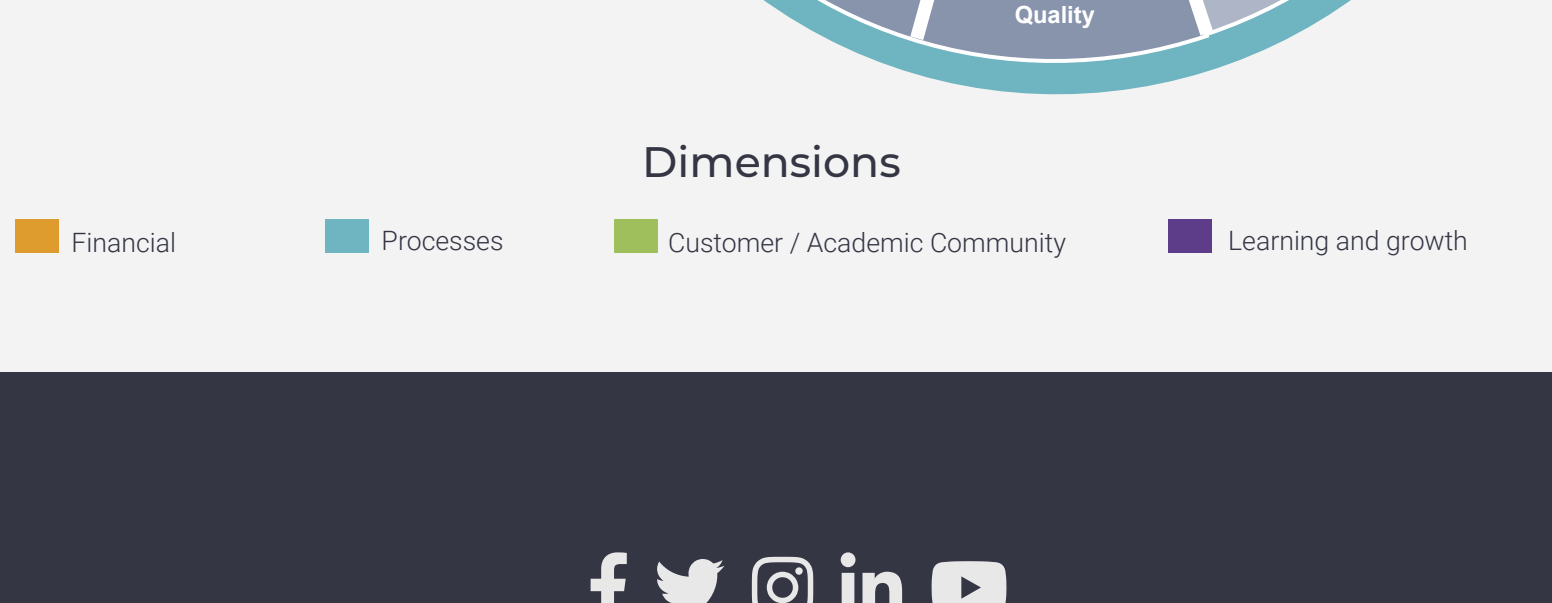 Quality
Dimensions
Financial
Processes
Customer / Academic Community
Learning and growth